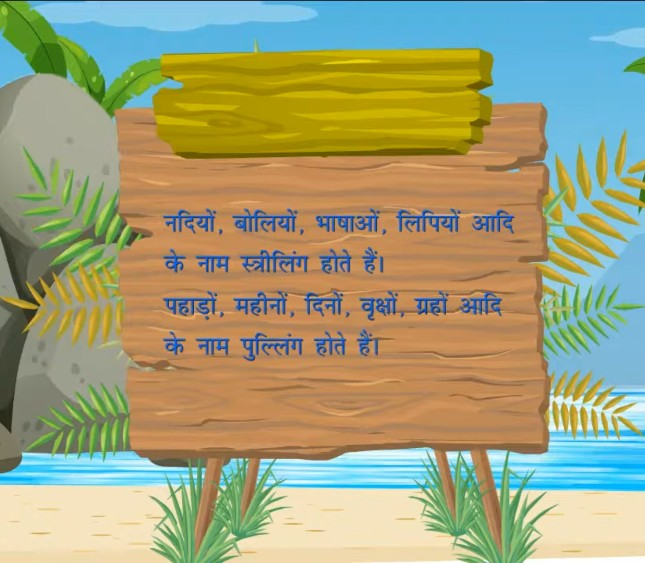 नदियों, बोलियों, भाषाओं, लिपियों आदि
के नाम स्त्रीलिंग होते हैं।
पहाड़ों, महीनों, दिनों, वृक्षों, ग्रहों आदि
के नाम पुल्लिंग होते हैं।